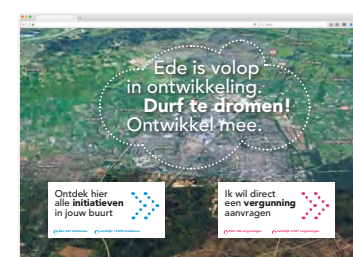 Ede is volop
in ontwikkeling.
Durf te dromen!
Ontwikkel mee.
Ontdek hier
alle initiatieven
in jouw buurt
Ik wil direct
een vergunning
aanvragen